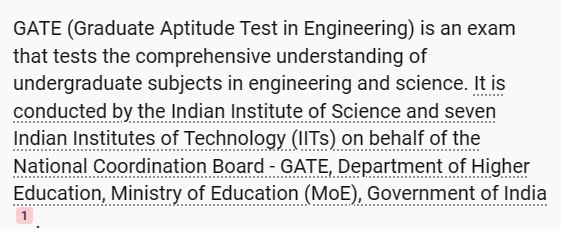 GATE (Graduate Aptitude Test in Engineering) is an exam
that tests the comprehensive understanding of
undergraduate subjects in engineering and science. It is
conducted by the Indian Institute of Science and seven
Indian Institutes of Technology (IITs) on behalf of the
National Coordination Board - GATE, Department of Higher
Education, Ministry of Education (MoE), Government of India
1 .